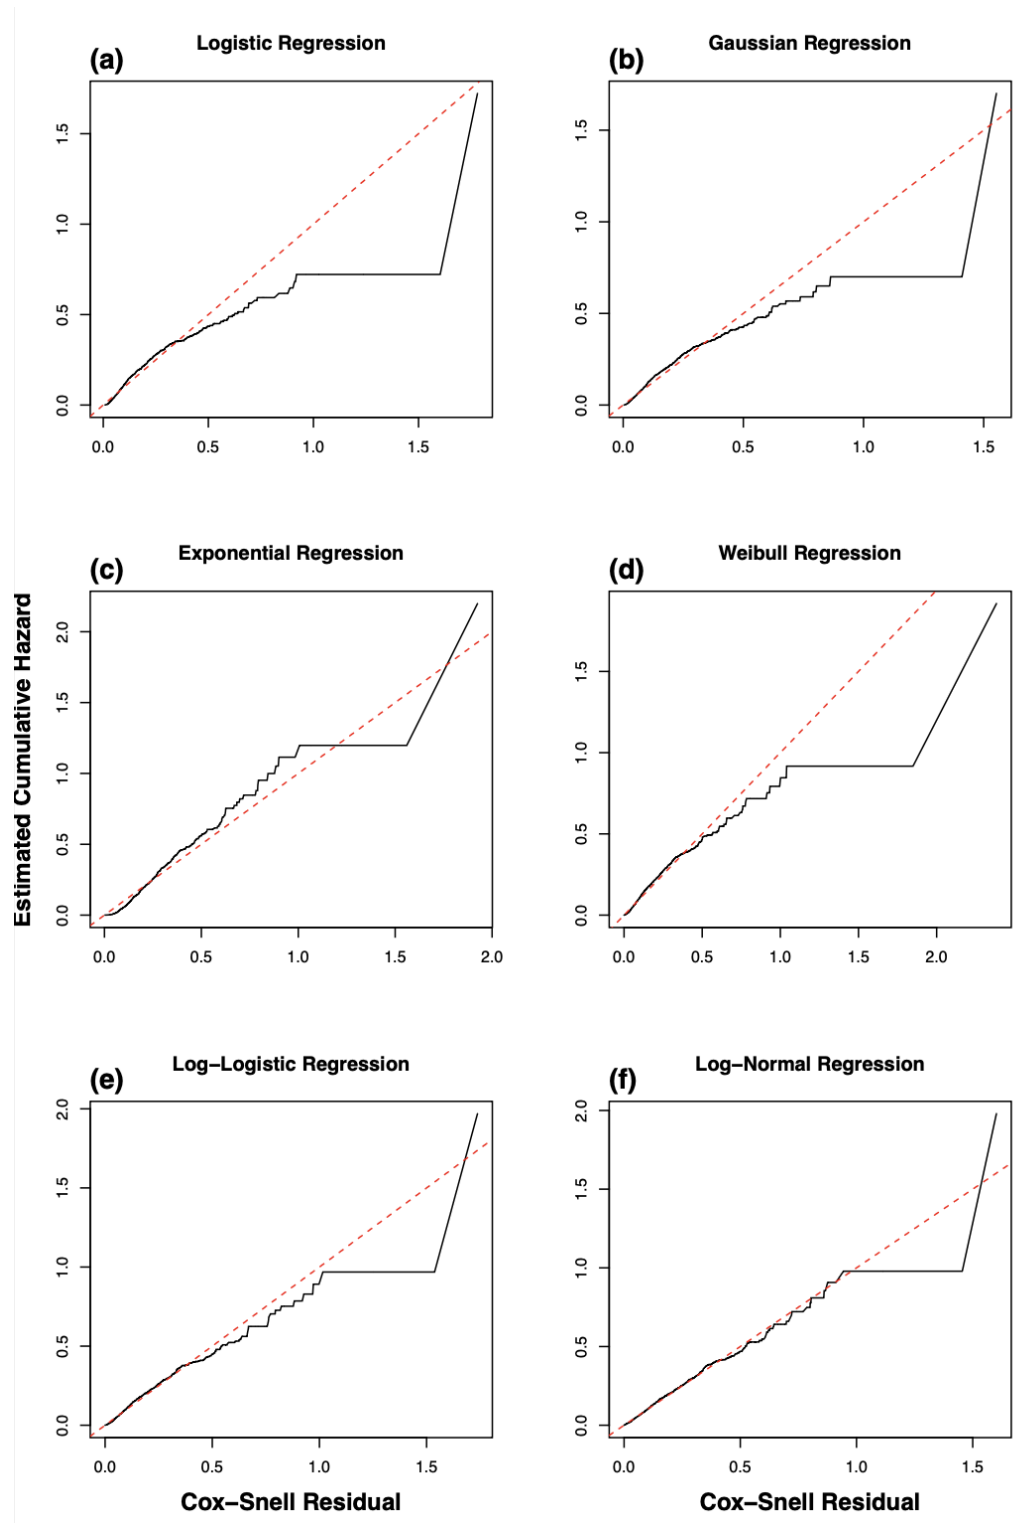 Logistic Regression
(a)
1.5
1.0
0.5
0.0
0.0 0.5 1.0 1.5
Gaussian Regression
(b)
1.5
1.0
0.5
0.0
0.0 0.5 1.0 1.5
Exponential Regression
(c)
2.0
1.5
1.0
0.5
0.0
0.0 0.5 1.0 1.5 2.0
Weibull Regression
(d)
1.5
1.0
0.5
0.0
0.0 0.5 1.0 1.5 2.0
Estimated Cumulative Hazard
Log−Logistic Regression
(e)
2.0
1.5
1.0
0.5
0.0
0.0 0.5 1.0 1.5
Cox−Snell Residual
Log−Normal Regression
(f)
2.0
1.5
1.0
0.5
0.0
0.0 0.5 1.0 1.5
Cox−Snell Residual